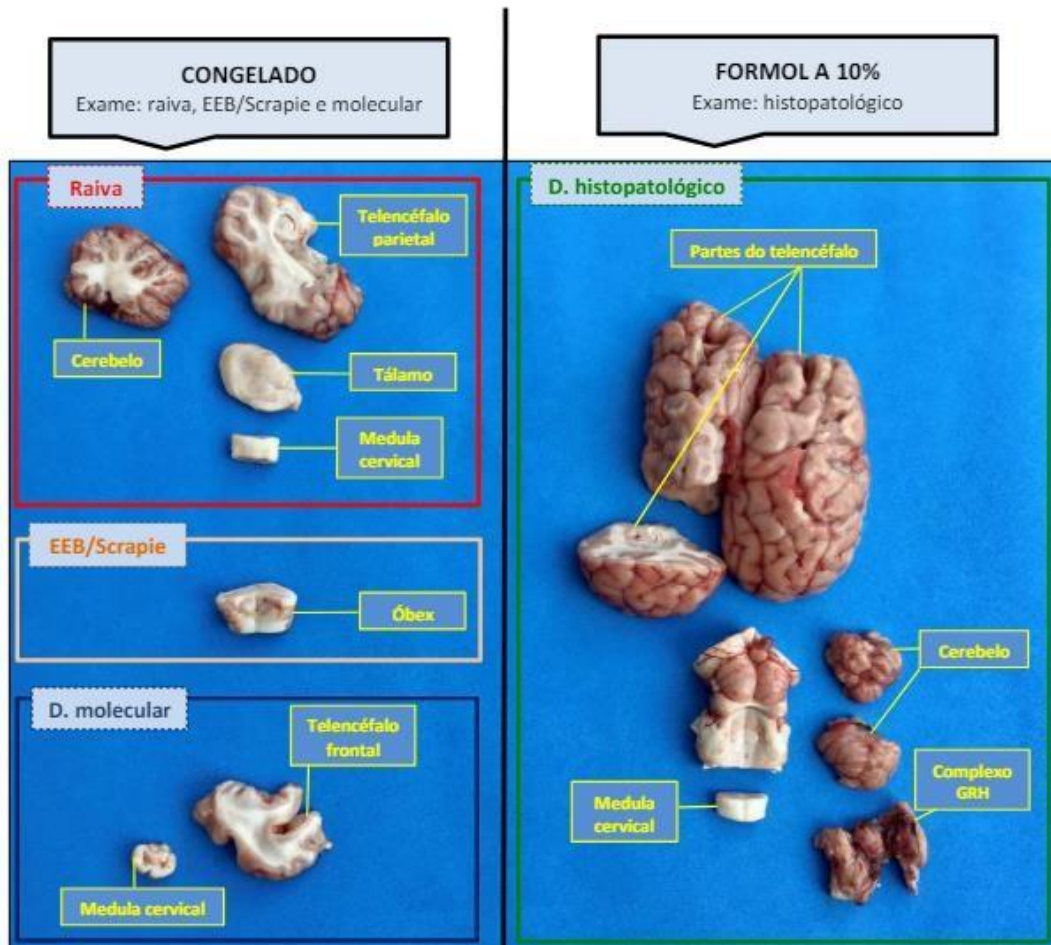 CONGELADO
Exame: raiva, EEB/Scrapie e molecular
Raiva
Telencéfalo
parietal
Cerebelo
Tálamo
Medula
cervical
EEB/Scrapie
Óbex
D. molecular
Telencéfalo
frontal
Medula cervical
FORMOL A 10%
Exame: histopatológico
D. histopatológico
Partes do telencéfalo
Cerebelo
Complexo
GRH
Medula
cervical